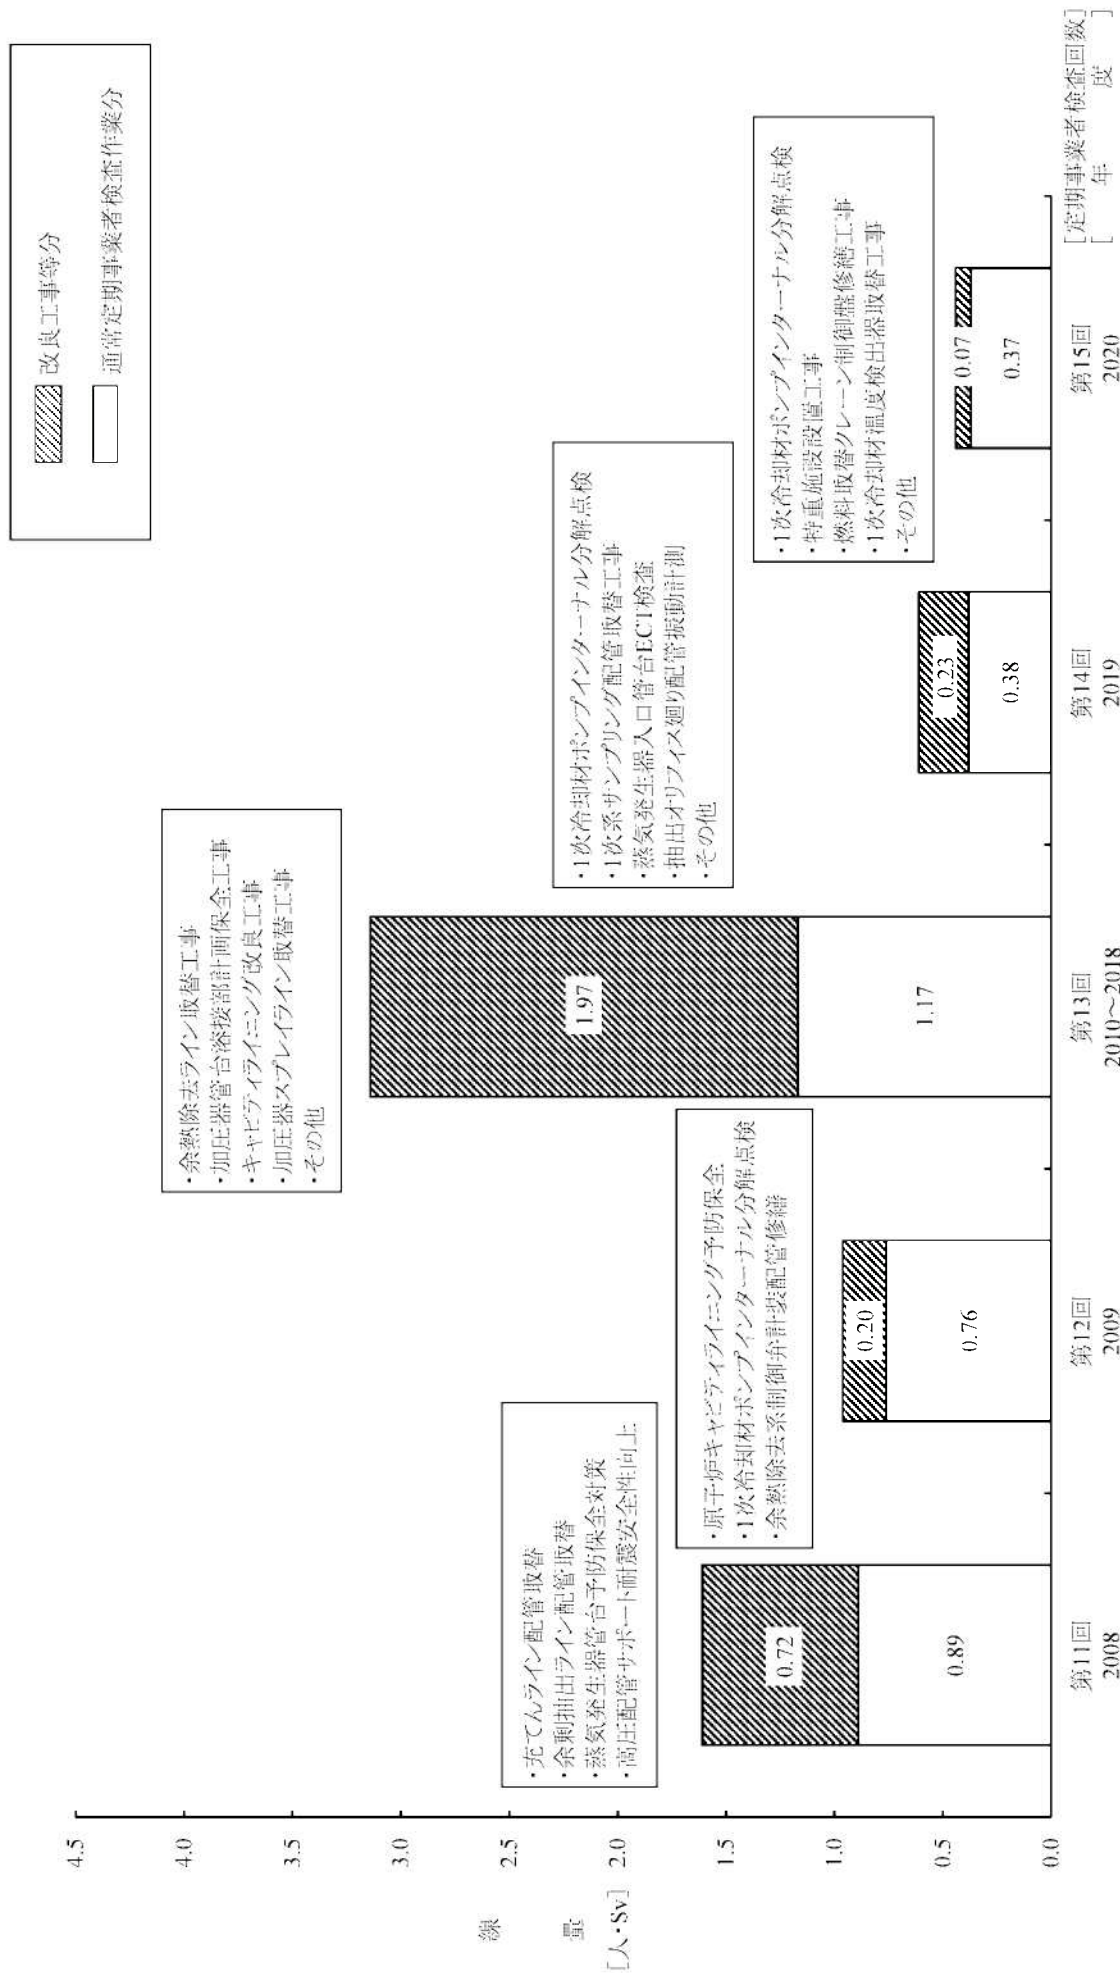 改良工事等分
通常定期事業者検査作業分
線量
[人・Sv]
4.5
4.0
3.5
3.0
2.5
2.0
1.5
1.0
0.5
0.0
・充てんライン配管取替
・余剰抽出ライン配管取替
・蒸気発生器管台予防保全対策
・高圧配管サポート耐震安全性向上
0.72
0.89
第11回
2008
・原子炉キャビティライニング予防保全
・1次冷却材ポンプインターナル分解点検
・余熱除去系制御弁計装配管修繕
0.20
0.76
第12回
2009
・余熱除去ライン取替工事
・加圧器管台溶接部計画保全工事
・キャビティライニング改良工事
・加圧器スプレイライン取替工事
・その他
1.97
1.17
第13回
2010～2018
・1次冷却材ポンプインターナル分解点検
・1次系サンプリング配管取替工事
・蒸気発生器入口管台ECT検査
・抽出オリフィス廻り配管振動計測
・その他
0.23
0.38
第14回
2019
・1次冷却材ポンプインターナル分解点検
・特重施設設置工事
・燃料取替クレーン制御盤修繕工事
・1次冷却材温度検出器取替工事
・その他
0.07
0.37
第15回
2020
[定期事業者検査回数]
[年度]